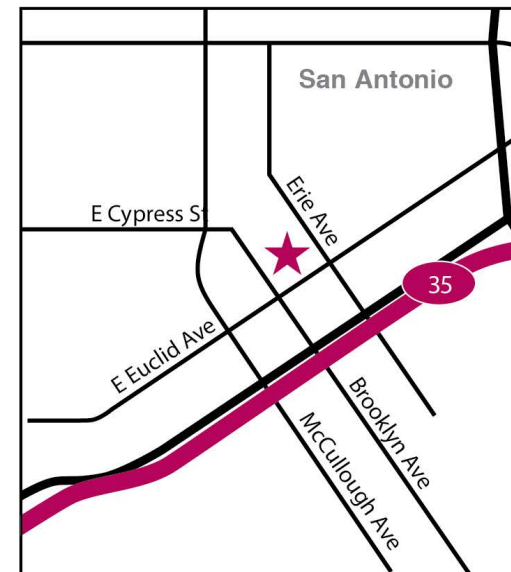 San Antonio
Erie Ave
E Cypress St
35
E Euclid Ave
Brooklyn Ave
McCullough Ave